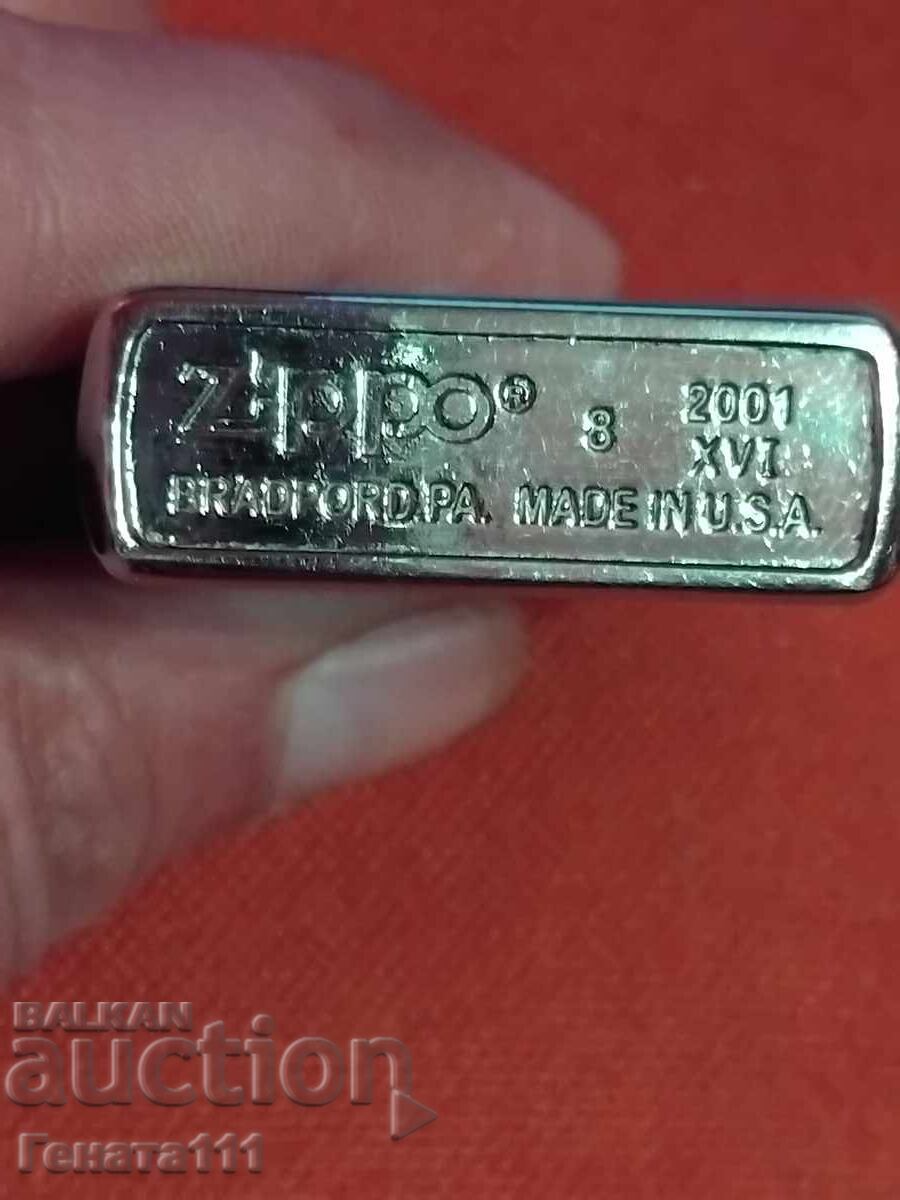 Zippo® 8 2001
XVI
BRADFORD, PA. MADE IN U.S.A.
BALKAN
auction
Гената111